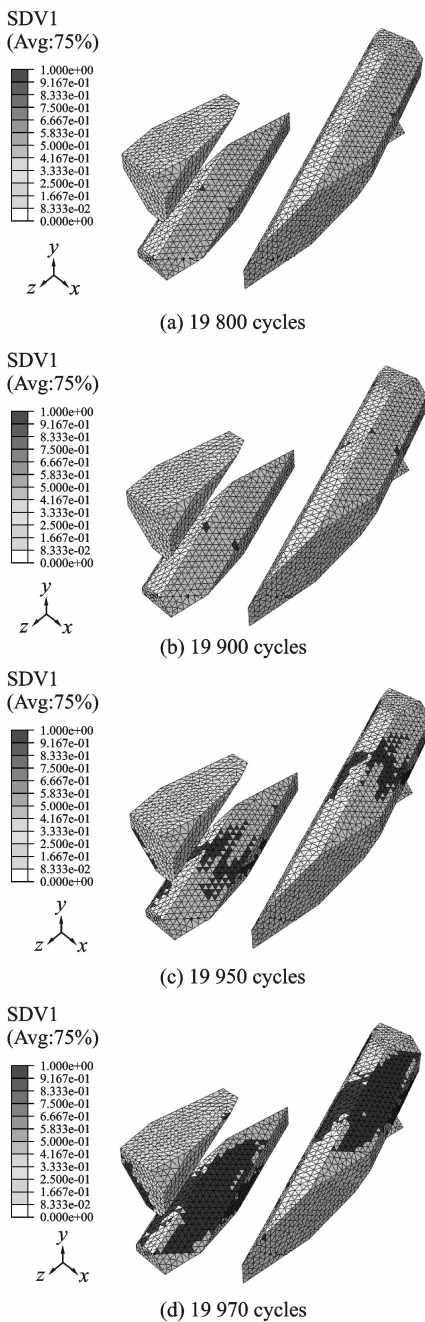 SDV1
(Avg:75%)
1.000e+00
9.167e-01
8.333e-01
7.500e-01
6.667e-01
5.833e-01
5.000e-01
4.167e-01
3.333e-01
2.500e-01
1.667e-01
8.333e-02
0.000e+00
y
z x
(a) 19 800 cycles
SDV1
(Avg:75%)
1.000e+00
9.167e-01
8.333e-01
7.500e-01
6.667e-01
5.833e-01
5.000e-01
4.167e-01
3.333e-01
2.500e-01
1.667e-01
8.333e-02
0.000e+00
y
z x
(b) 19 900 cycles
SDV1
(Avg:75%)
1.000e+00
9.167e-01
8.333e-01
7.500e-01
6.667e-01
5.833e-01
5.000e-01
4.167e-01
3.333e-01
2.500e-01
1.667e-01
8.333e-02
0.000e+00
y
z x
(c) 19 950 cycles
SDV1
(Avg:75%)
1.000e+00
9.167e-01
8.333e-01
7.500e-01
6.667e-01
5.833e-01
5.000e-01
4.167e-01
3.333e-01
2.500e-01
1.667e-01
8.333e-02
0.000e+00
y
z x
(d) 19 970 cycles